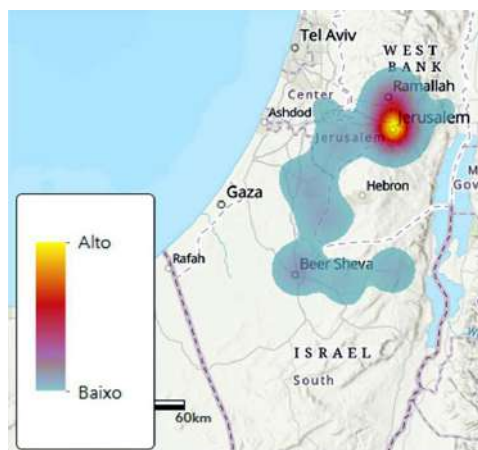 Tel Aviv
WEST
BANK
Ramallah
Center
Ashdod
Jerusalem
Jerusalem
Gaza
Hebron
Alto
Rafah
Beer Sheva
ISRAEL
South
Baixo
60km